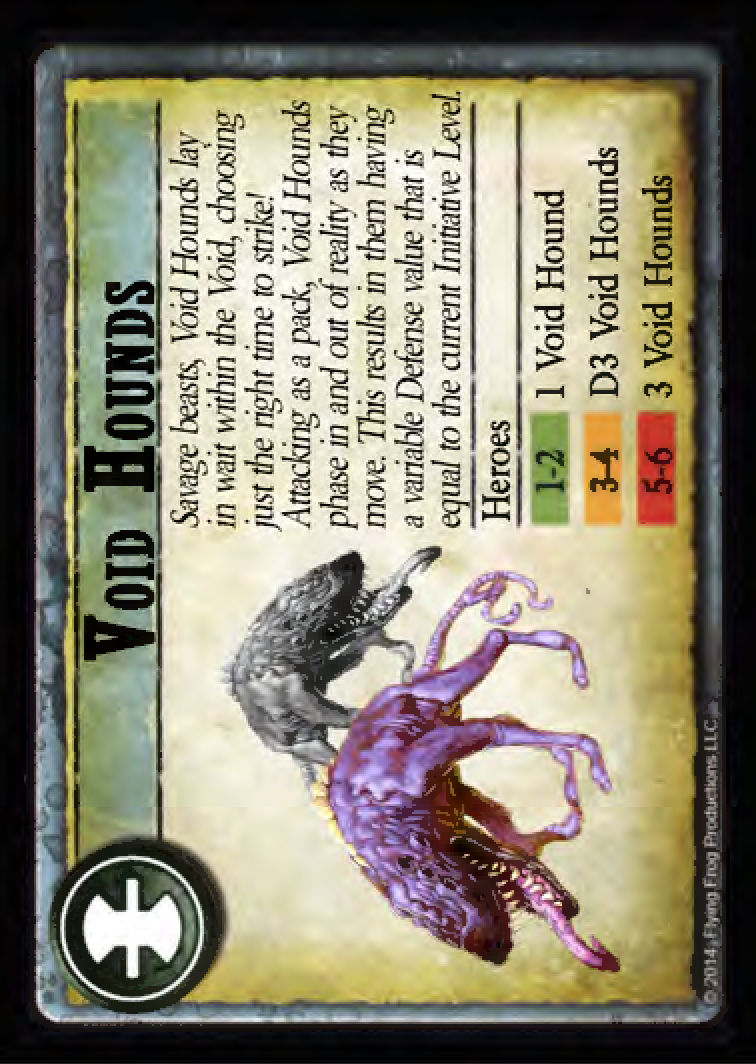 VOID HOUNDS
Savage beasts, Void Hounds lay
in wait within the Void, choosing
just the right time to strike!
Attacking as a pack, Void Hounds
phase in and out of reality as they
move. This results in them having
a variable Defense value that is
equal to the current Initiative Level.
Heroes
1-2 1 Void Hound
3-4 D3 Void Hounds
5-6 3 Void Hounds
© 2014, Flying Frog Productions, LLC